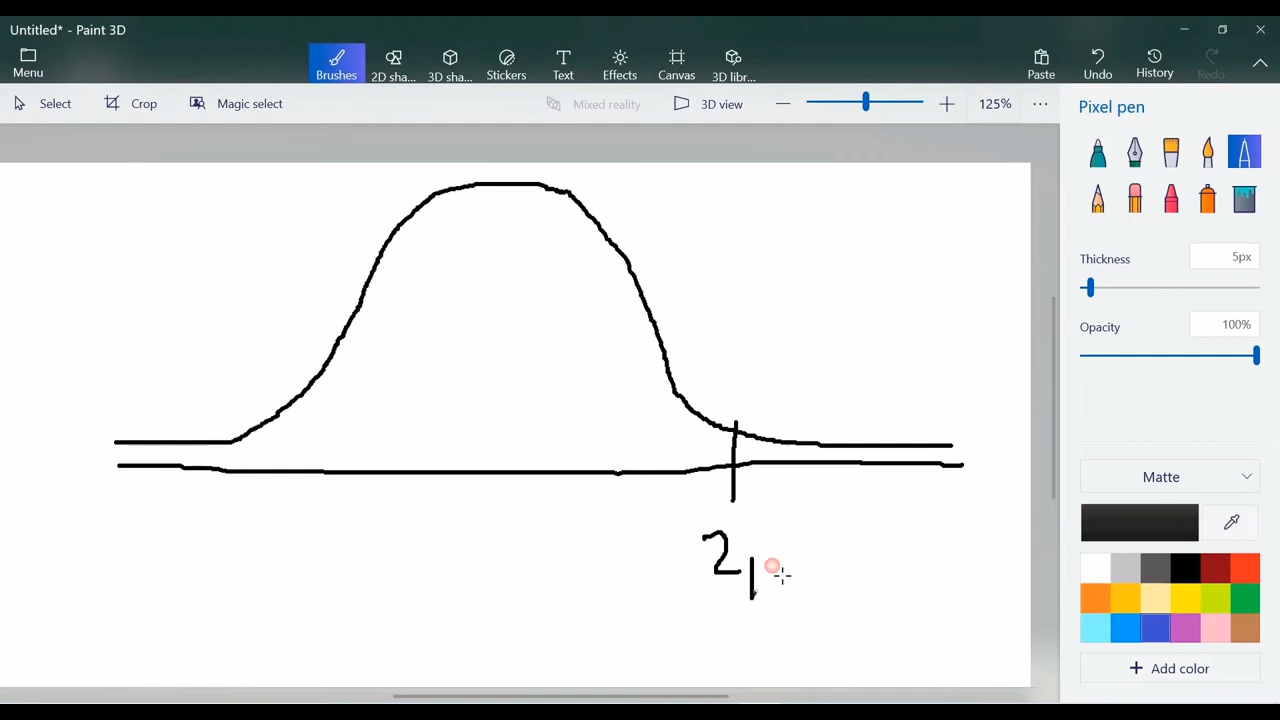 Untitled* - Paint 3D
Menu
Brushes
2D sha...
3D sha...
Stickers
Text
Effects
Canvas
3D libr...
Paste
Undo
History
Redo
Select
Crop
Magic select
Mixed reality
3D view
125%
Pixel pen
Thickness
5px
Opacity
100%
Matte
Add color
2